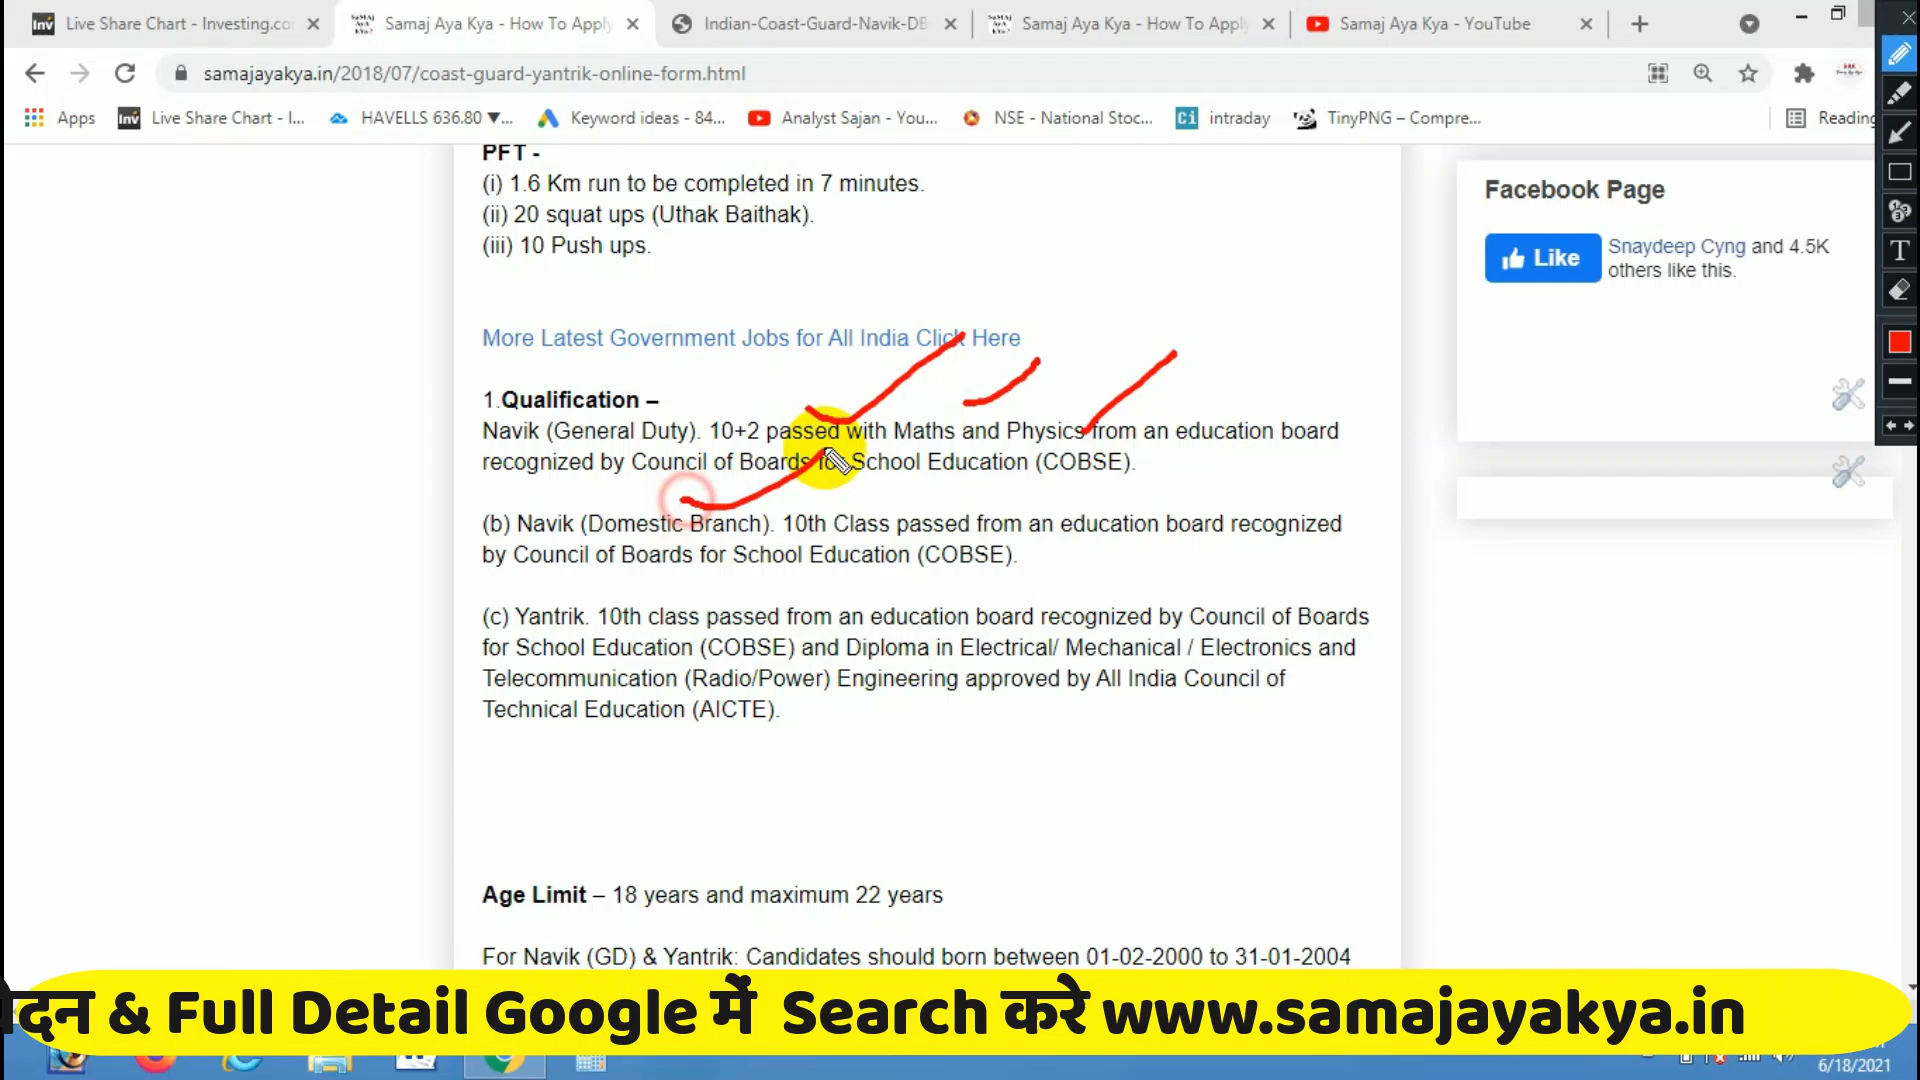 Live Share Chart - Investing.co
Samaj Aya Kya - How To Apply
Indian-Coast-Guard-Navik-DB
Samaj Aya Kya - How To Apply
Samaj Aya Kya - YouTube
samajayakya.in/2018/07/coast-guard-yantrik-online-form.html
Apps
Inv Live Share Chart - I...
HAVELLS 636.80 ▼...
Keyword ideas - 84...
Analyst Sajan - You...
NSE - National Stoc...
Ci intraday
TinyPNG – Compre...
Reading
PFT -
(i) 1.6 Km run to be completed in 7 minutes.
(ii) 20 squat ups (Uthak Baithak).
(iii) 10 Push ups.
More Latest Government Jobs for All India Click Here
1.Qualification –
Navik (General Duty). 10+2 passed with Maths and Physics from an education board
recognized by Council of Boards for School Education (COBSE).
(b) Navik (Domestic Branch). 10th Class passed from an education board recognized
by Council of Boards for School Education (COBSE).
(c) Yantrik. 10th class passed from an education board recognized by Council of Boards
for School Education (COBSE) and Diploma in Electrical/ Mechanical / Electronics and
Telecommunication (Radio/Power) Engineering approved by All India Council of
Technical Education (AICTE).
Age Limit – 18 years and maximum 22 years
For Navik (GD) & Yantrik: Candidates should born between 01-02-2000 to 31-01-2004
Facebook Page
Like
Snaydeep Cyng and 4.5K
others like this.
& Full Detail Google में Search करे www.samajayakya.in
6/18/2021